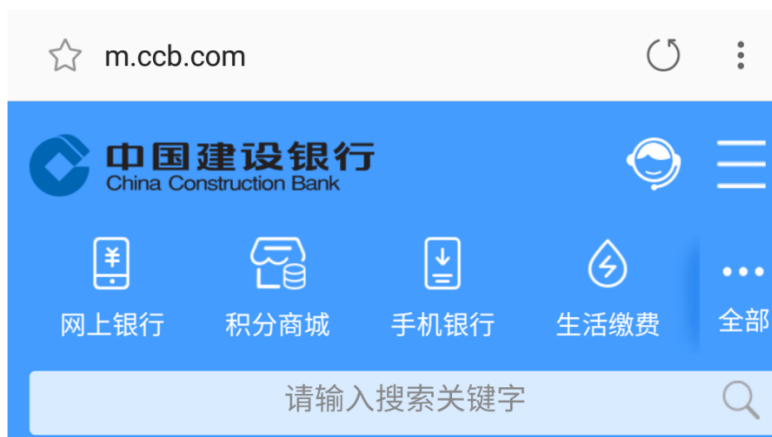 m.ccb.com
中国建设银行
China Construction Bank
网上银行 积分商城 手机银行 生活缴费 全部
请输入搜索关键字